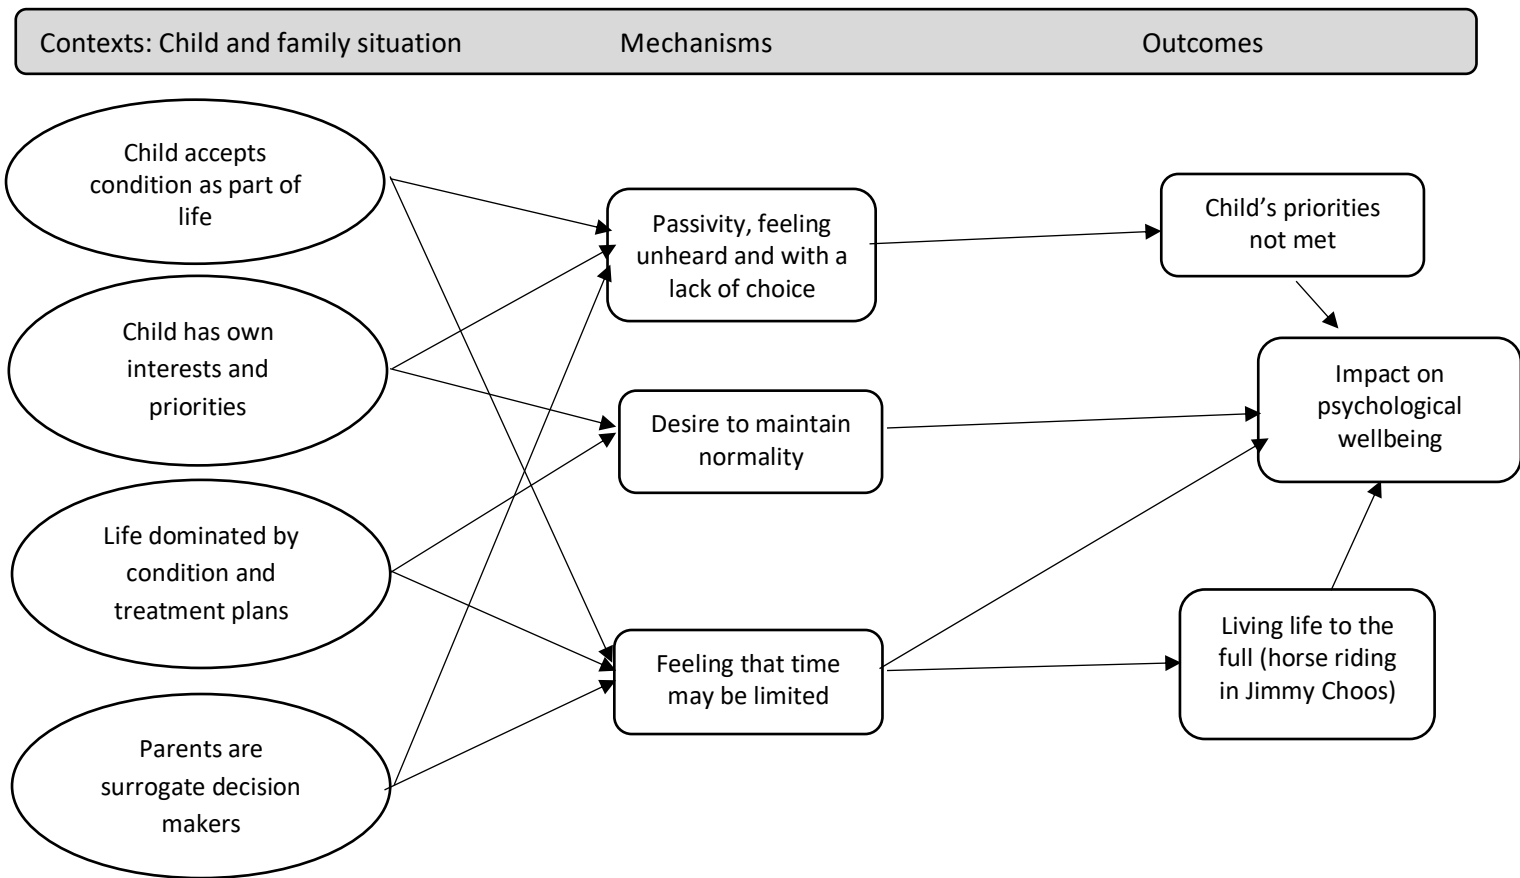 Contexts: Child and family situation Mechanisms Outcomes
Child accepts
condition as part of
life
Child has own
interests and
priorities
Life dominated by
condition and
treatment plans
Parents are
surrogate decision
makers
Passivity, feeling
unheard and with a
lack of choice
Desire to maintain
normality
Feeling that time
may be limited
Child’s priorities
not met
Impact on
psychological
wellbeing
Living life to the
full (horse riding
in Jimmy Choos)